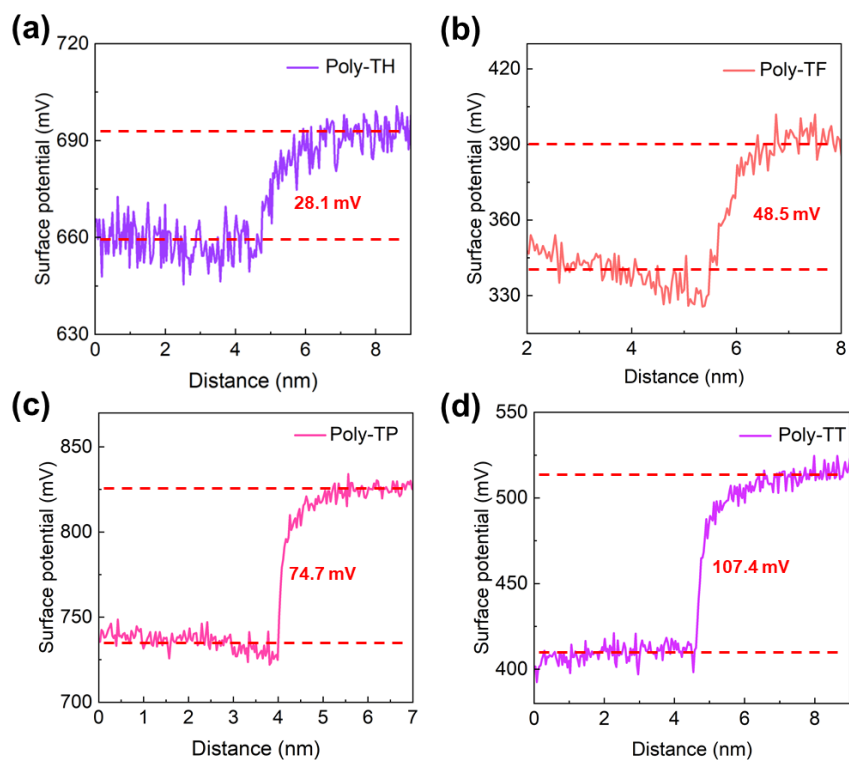 (a)
720
690
660
630
Surface potential (mV)
Poly-TH
28.1 mV
0 2 4 6 8
Distance (nm)
(b)
430
390
360
330
Surface potential (mV)
Poly-TF
48.5 mV
2 4 6 8
Distance (nm)
(c)
850
800
750
700
Surface potential (mV)
Poly-TP
74.7 mV
0 1 2 3 4 5 6 7
Distance (nm)
(d)
550
500
450
400
Surface potential (mV)
Poly-TT
107.4 mV
0 2 4 6 8
Distance (nm)